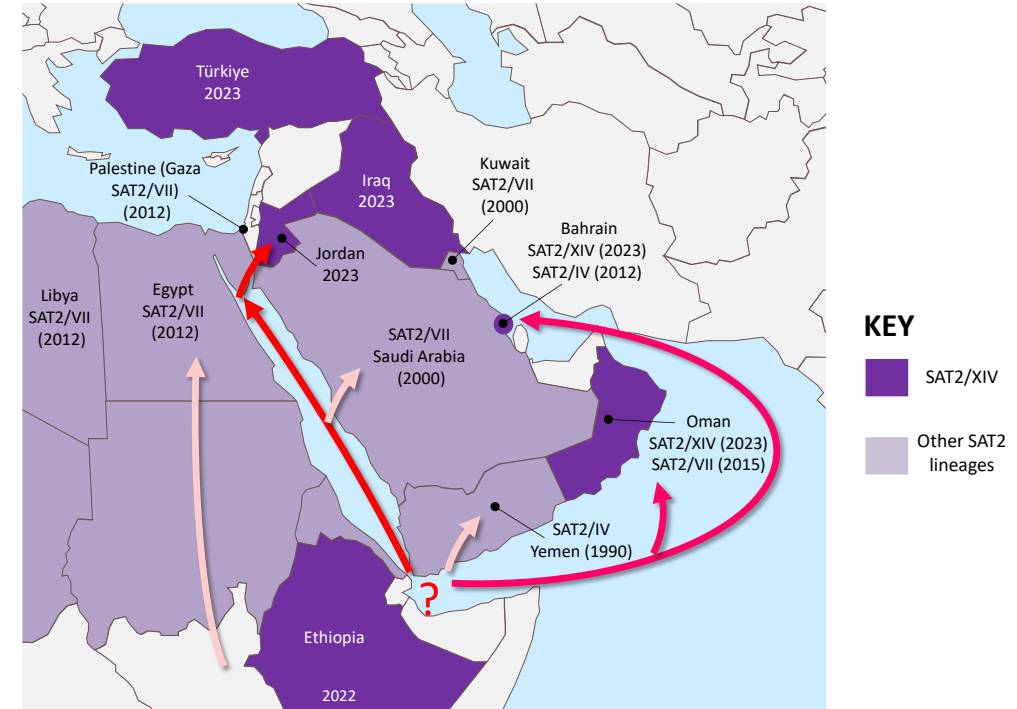 Türkiye
2023
Palestine (Gaza
SAT2/VII)
(2012)
Iraq
2023
Kuwait
SAT2/VII
(2000)
Bahrain
SAT2/XIV (2023)
SAT2/IV (2012)
Jordan
2023
Libya
SAT2/VII
(2012)
Egypt
SAT2/VII
(2012)
SAT2/VII
Saudi Arabia
(2000)
Oman
SAT2/XIV (2023)
SAT2/VII (2015)
SAT2/IV
Yemen (1990)
?
Ethiopia
2022
KEY
SAT2/XIV
Other SAT2
lineages